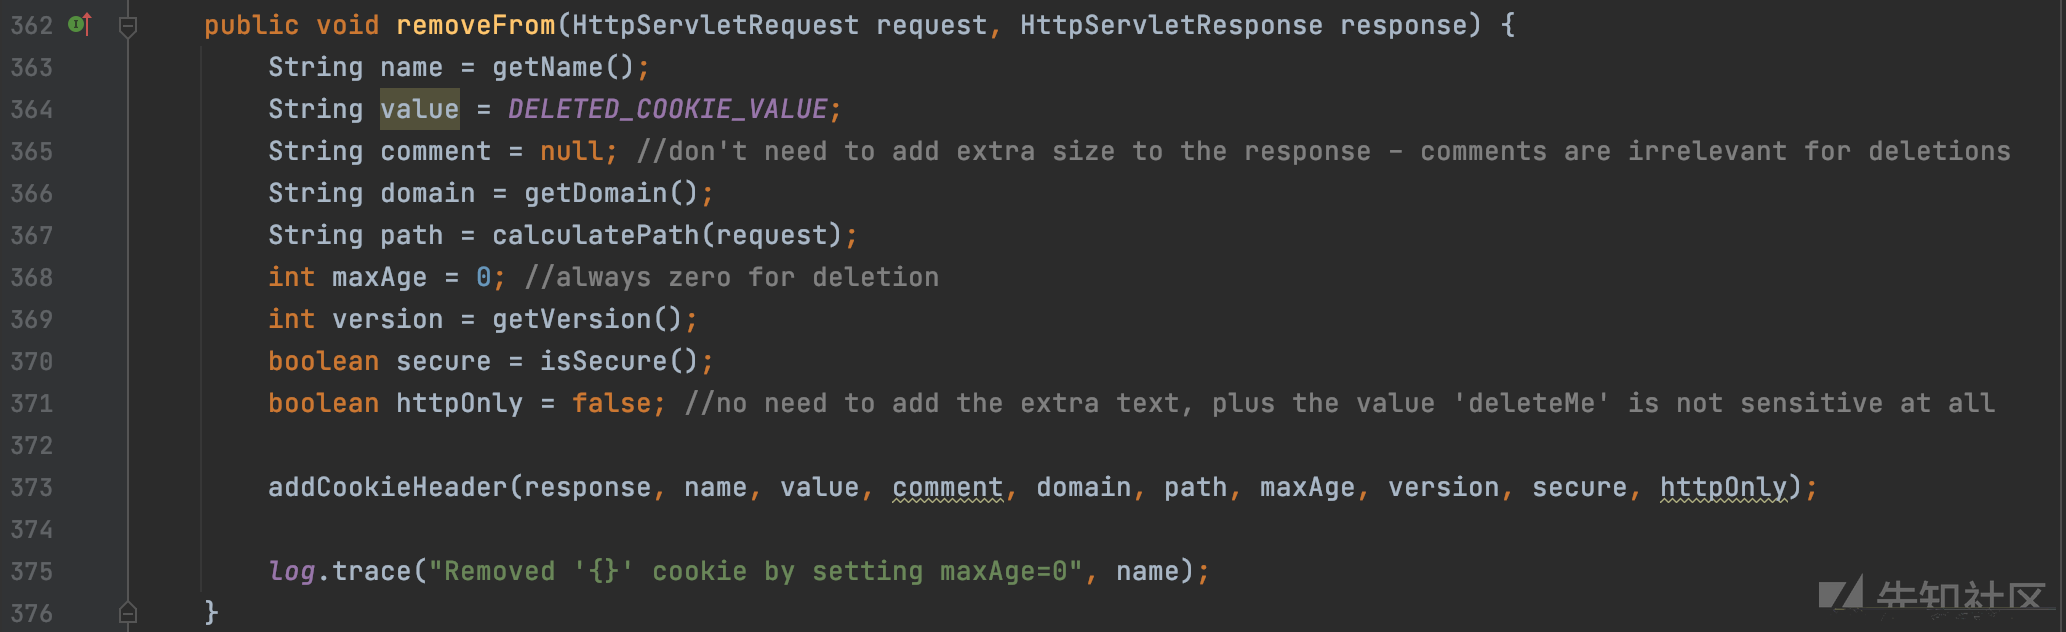 362 public void removeFrom(HttpServletRequest request, HttpServletResponse response) {
363 String name = getName();
364 String value = DELETED_COOKIE_VALUE;
365 String comment = null; //don't need to add extra size to the response - comments are irrelevant for deletions
366 String domain = getDomain();
367 String path = calculatePath(request);
368 int maxAge = 0; //always zero for deletion
369 int version = getVersion();
370 boolean secure = isSecure();
371 boolean httpOnly = false; //no need to add the extra text, plus the value 'deleteMe' is not sensitive at all
372
373 addCookieHeader(response, name, value, comment, domain, path, maxAge, version, secure, httpOnly);
374
375 log.trace("Removed '{}' cookie by setting maxAge=0", name);
376 }
先知社区